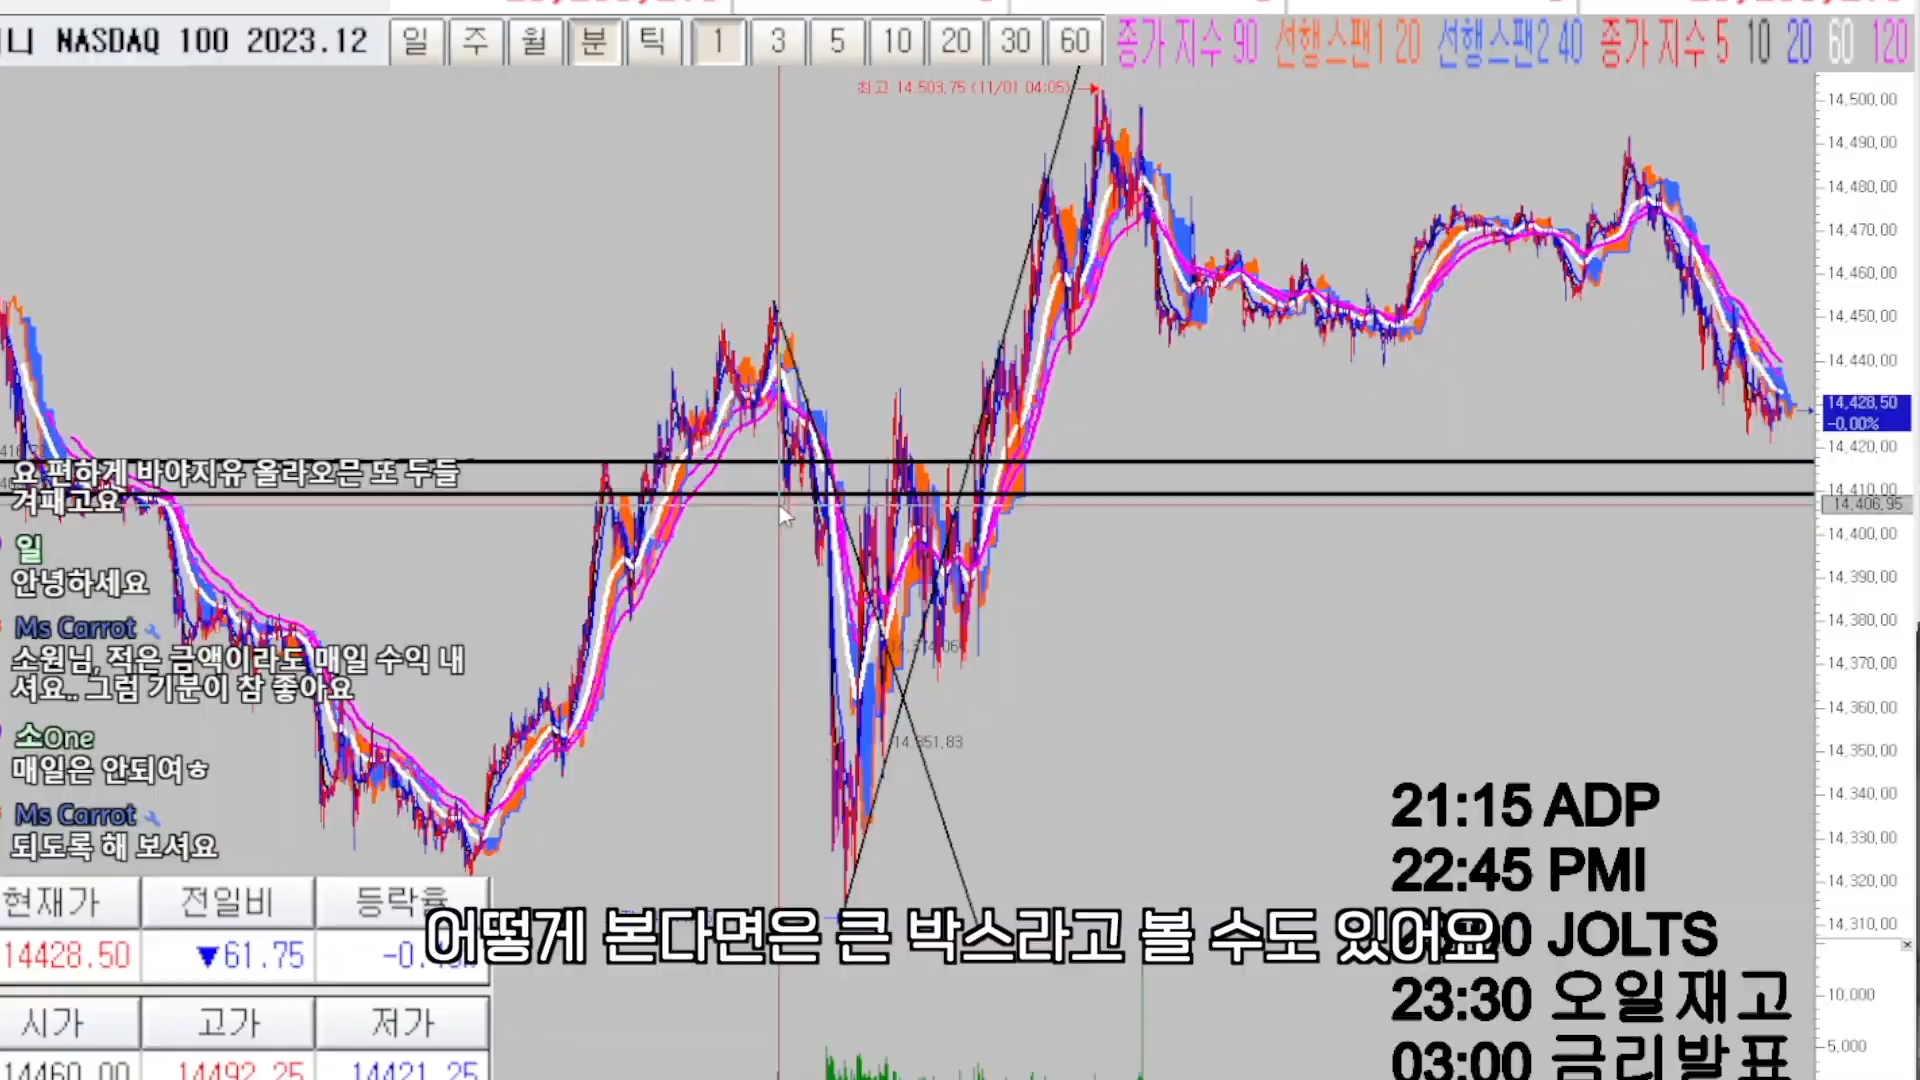 니 NASDAQ 100 2023.12 일 주 월 분 틱 1 3 5 10 20 30 60 종가 지수 90 선행스팬1 20 선행스팬2 40 종가 지수 5 10 20 60 120
최고 14,503,75 (11/01 04:05)
14,500,00
14,490,00
14,480,00
14,470,00
14,460,00
14,450,00
14,440,00
14,428,50
-0,00%
14,420,00
14,410,00
14,406,95
14,400,00
14,390,00
14,380,00
14,370,00
14,360,00
14,350,00
14,340,00
14,330,00
14,320,00
14,310,00
10,000
5,000
요 편하게 바야지유 올라오믄 또 두들
겨패고요
일
안녕하세요
Ms Carrot
소원님, 적은 금액이라도 매일 수익 내
셔요.. 그럼 기분이 참 좋아요
소One
매일은 안되여ㅎ
Ms Carrot
되도록 해 보셔요
14,351,83
현재가 전일비 등락율
14428.50 ▼61.75
시가 고가 저가
14460.00 14492.25 14421.25
어떻게 본다면은 큰 박스라고 볼 수도 있어요
21:15 ADP
22:45 PMI
JOLTS
23:30 오일재고
03:00 금리발표